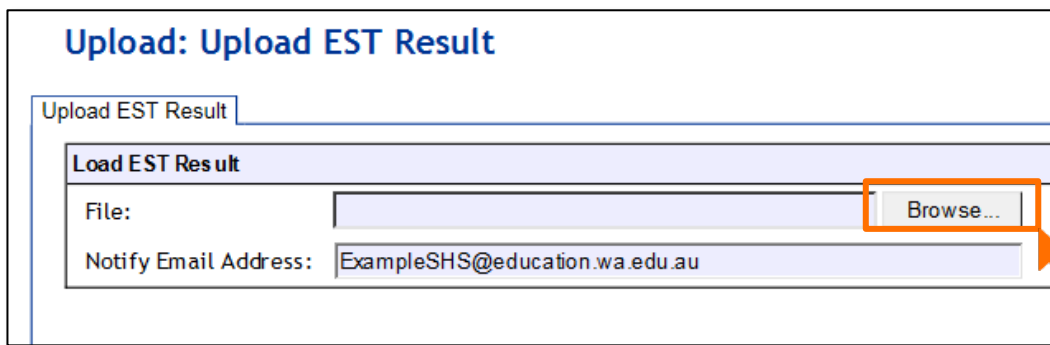 Upload: Upload EST Result
Upload EST Result
Load EST Result
File: Browse...
Notify Email Address: ExampleSHS@education.wa.edu.au